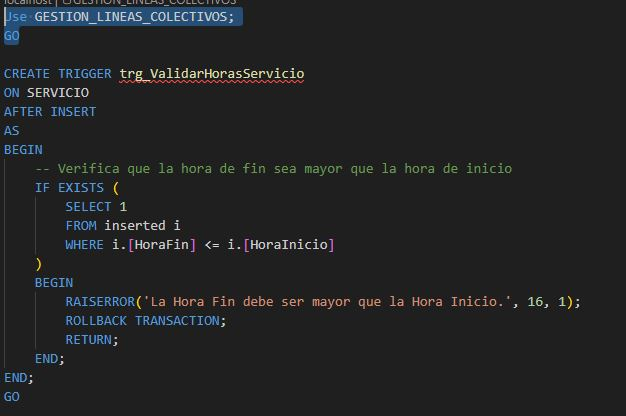 localhost | GESTION_LINEAS_COLECTIVOS
Use GESTION_LINEAS_COLECTIVOS;
GO
CREATE TRIGGER trg_ValidarHorasServicio
ON SERVICIO
AFTER INSERT
AS
BEGIN
-- Verifica que la hora de fin sea mayor que la hora de inicio
IF EXISTS (
SELECT 1
FROM inserted i
WHERE i.[HoraFin] <= i.[HoraInicio]
)
BEGIN
RAISERROR('La Hora Fin debe ser mayor que la Hora Inicio.', 16, 1);
ROLLBACK TRANSACTION;
RETURN;
END;
END;
GO